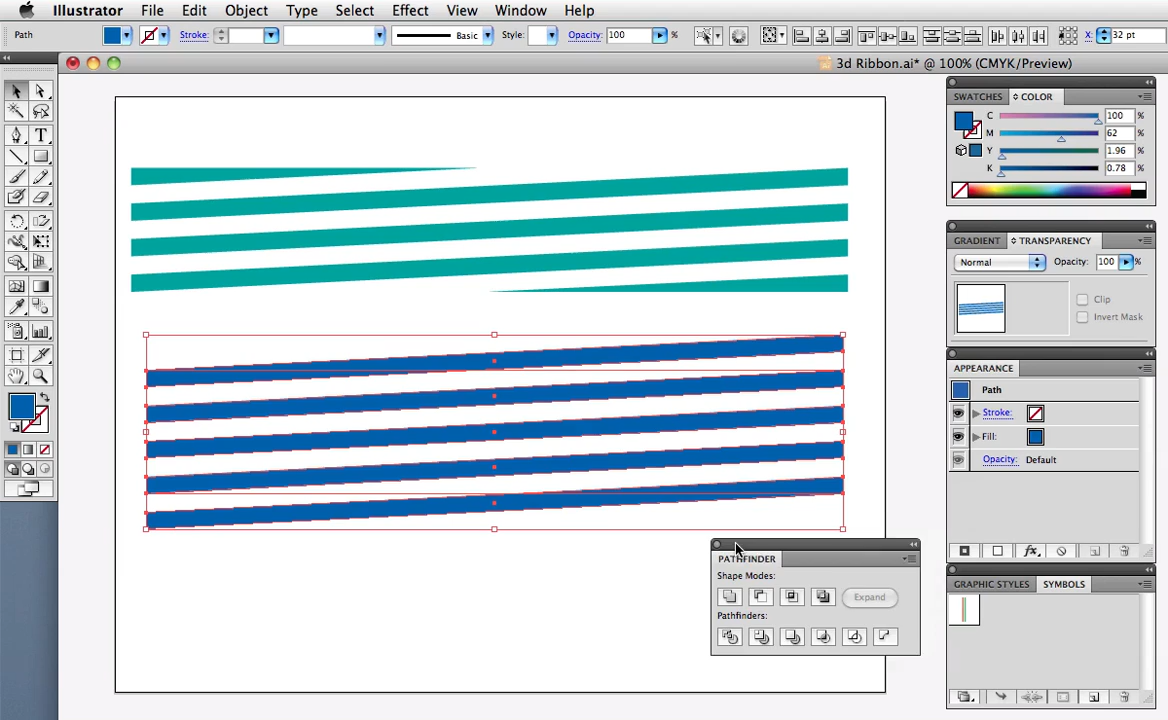 Illustrator File Edit Object Type Select Effect View Window Help
Path Stroke: Basic Style: Opacity: 100 % X: 32 pt
3d Ribbon.ai* @ 100% (CMYK/Preview)
SWATCHES COLOR
C 100 %
M 62 %
Y 1.96 %
K 0.78 %
GRADIENT TRANSPARENCY
Normal Opacity: 100 %
Clip
Invert Mask
APPEARANCE
Path
Stroke:
Fill:
Opacity: Default
fx
GRAPHIC STYLES SYMBOLS
PATHFINDER
Shape Modes:
Expand
Pathfinders: